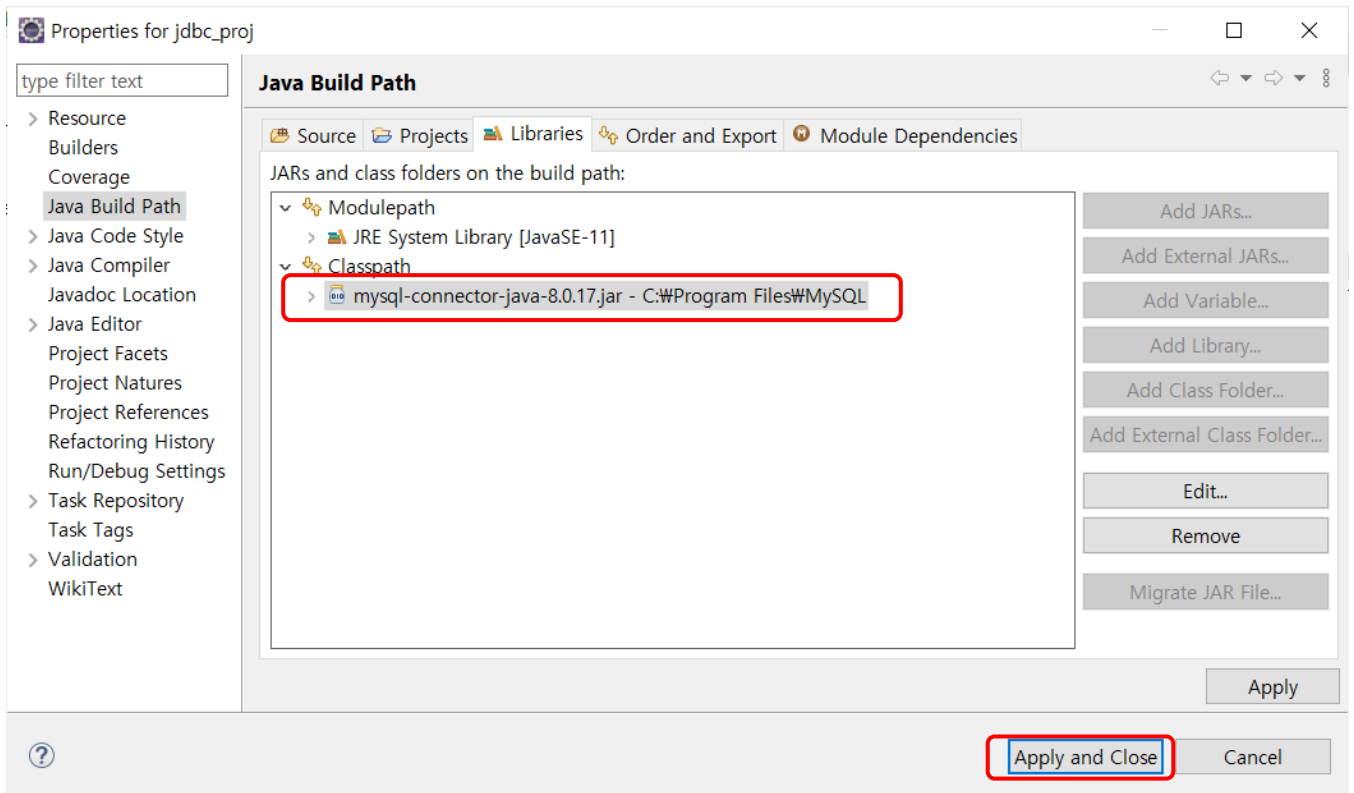 Properties for jdbc_proj
type filter text
Resource
Builders
Coverage
Java Build Path
Java Code Style
Java Compiler
Javadoc Location
Java Editor
Project Facets
Project Natures
Project References
Refactoring History
Run/Debug Settings
Task Repository
Task Tags
Validation
WikiText
Java Build Path
Source Projects Libraries Order and Export Module Dependencies
JARs and class folders on the build path:
Modulepath
JRE System Library [JavaSE-11]
Classpath
mysql-connector-java-8.0.17.jar - C:₩Program Files₩MySQL
Add JARs...
Add External JARs...
Add Variable...
Add Library...
Add Class Folder...
Add External Class Folder...
Edit...
Remove
Migrate JAR File...
Apply
Apply and Close
Cancel